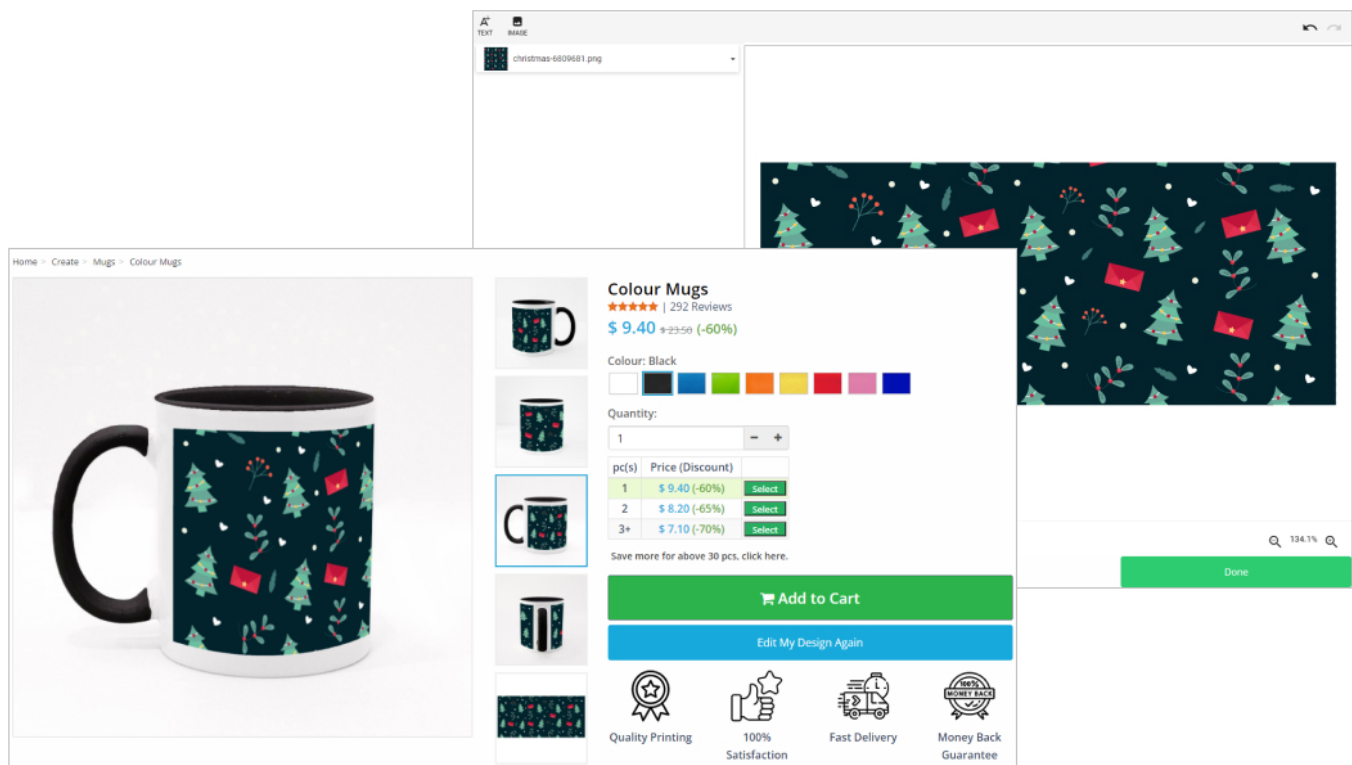 TEXT
IMAGE
christmas-6809681.png
Home > Create > Mugs > Colour Mugs
Colour Mugs
| 292 Reviews
$ 9.40 $ 23.50 (-60%)
Colour: Black
Quantity:
1 − +
pc(s) Price (Discount)
1 $ 9.40 (-60%) Select
2 $ 8.20 (-65%) Select
3+ $ 7.10 (-70%) Select
Save more for above 30 pcs, click here.
134.1%
Done
Add to Cart
Edit My Design Again
100%
MONEY BACK
Quality Printing
100%
Satisfaction
Fast Delivery
Money Back
Guarantee